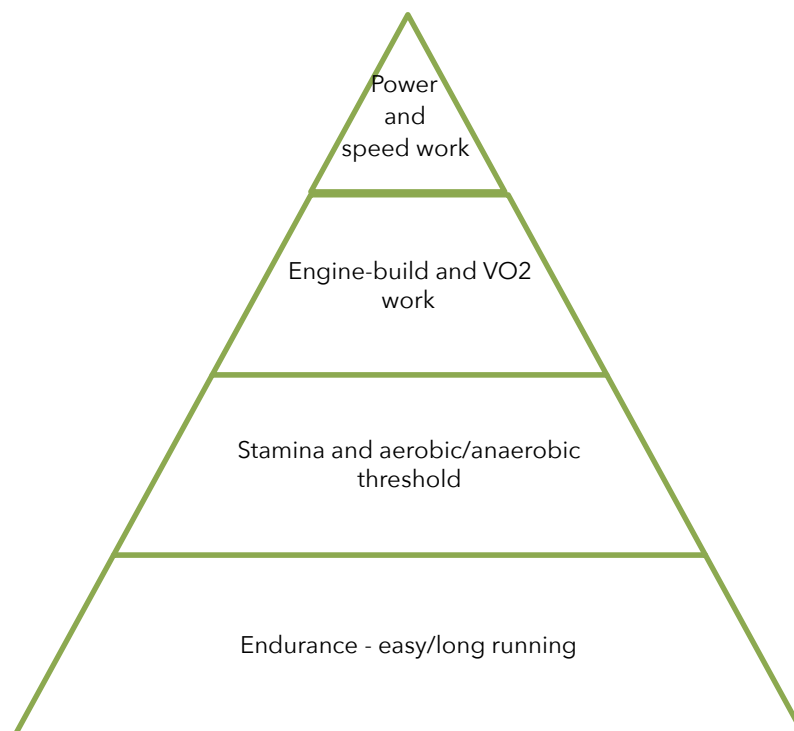 Power
and
speed work
Engine-build and VO2
work
Stamina and aerobic/anaerobic
threshold
Endurance - easy/long running